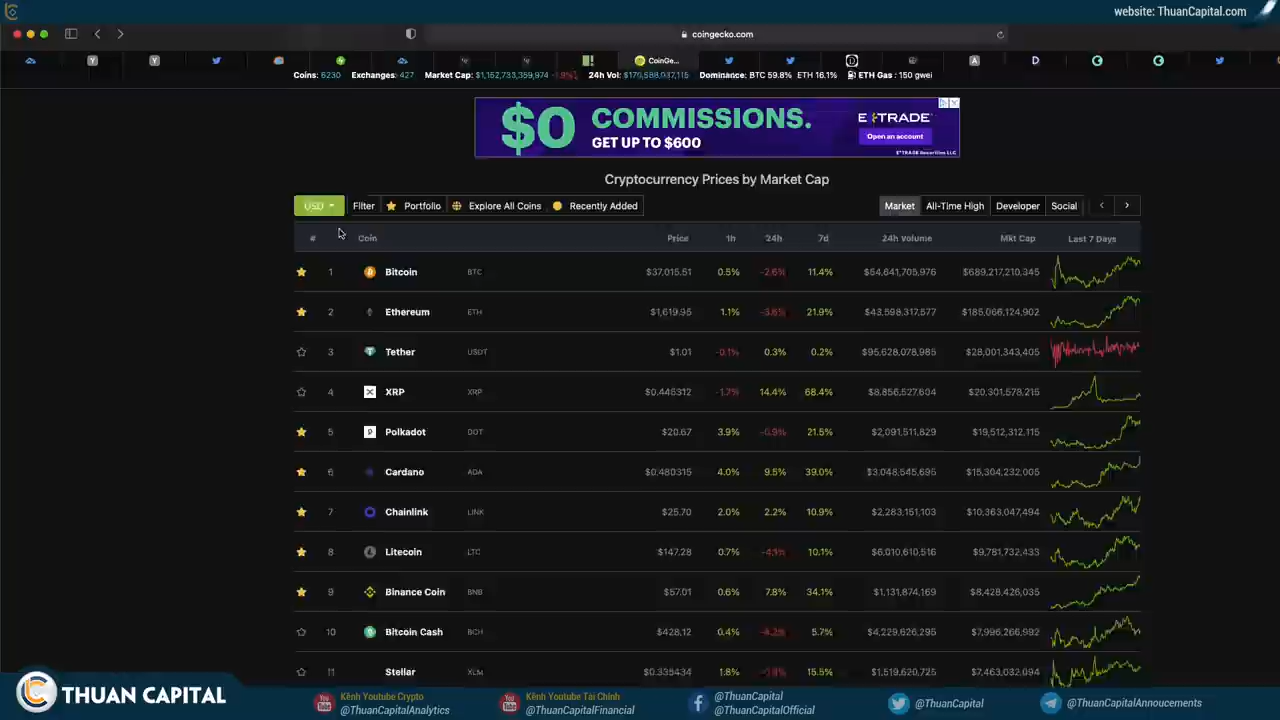 website: ThuanCapital.com
coingecko.com
CoinGe...
Coins: 6230 Exchanges: 427 Market Cap: $1,152,733,359,974 -1.9% 24h Vol: Dominance: BTC 59.8% ETH 16.1% ETH Gas: 150 gwei
$0 COMMISSIONS.
GET UP TO $600
E*TRADE
Open an account
E*TRADE Securities LLC
Cryptocurrency Prices by Market Cap
USD Filter Portfolio Explore All Coins Recently Added Market All-Time High Developer Social
# Coin Price 1h 24h 7d 24h Volume Mkt Cap Last 7 Days
1 Bitcoin BTC $37,015.51 0.5% -2.6% 11.4% $54,641,705,976 $689,217,210,345
2 Ethereum ETH $1,619.95 1.1% -3.6% 21.9% $43,598,317,577 $185,066,124,902
3 Tether USDT $1.01 -0.1% 0.3% 0.2% $95,628,078,985 $28,001,343,405
4 XRP XRP $0.445312 -1.7% 14.4% 68.4% $8,856,527,604 $20,301,578,215
5 Polkadot DOT $20.67 3.9% -0.9% 21.5% $2,091,511,829 $19,512,312,115
6 Cardano ADA $0.480315 4.0% 9.5% 39.0% $3,048,545,695 $15,304,232,005
7 Chainlink LINK $25.70 2.0% 2.2% 10.9% $2,283,151,103 $10,363,047,494
8 Litecoin LTC $147.28 0.7% 10.1% $6,010,610,516 $9,781,732,433
9 Binance Coin BNB $57.01 0.6% 7.8% 34.1% $1,131,874,169 $8,428,426,035
10 Bitcoin Cash BCH $428.12 0.4% 5.7% $4,229,626,295 $7,996,266,992
11 Stellar XLM $0.335434 1.8% 15.5% $1,519,620,725 $7,463,032,094
THUAN CAPITAL
Kênh Youtube Crypto
@ThuanCapitalAnalytics
Kênh Youtube Tài Chính
@ThuanCapitalFinancial
@ThuanCapital
@ThuanCapitalOfficial
@ThuanCapital
@ThuanCapitalAnnoucements